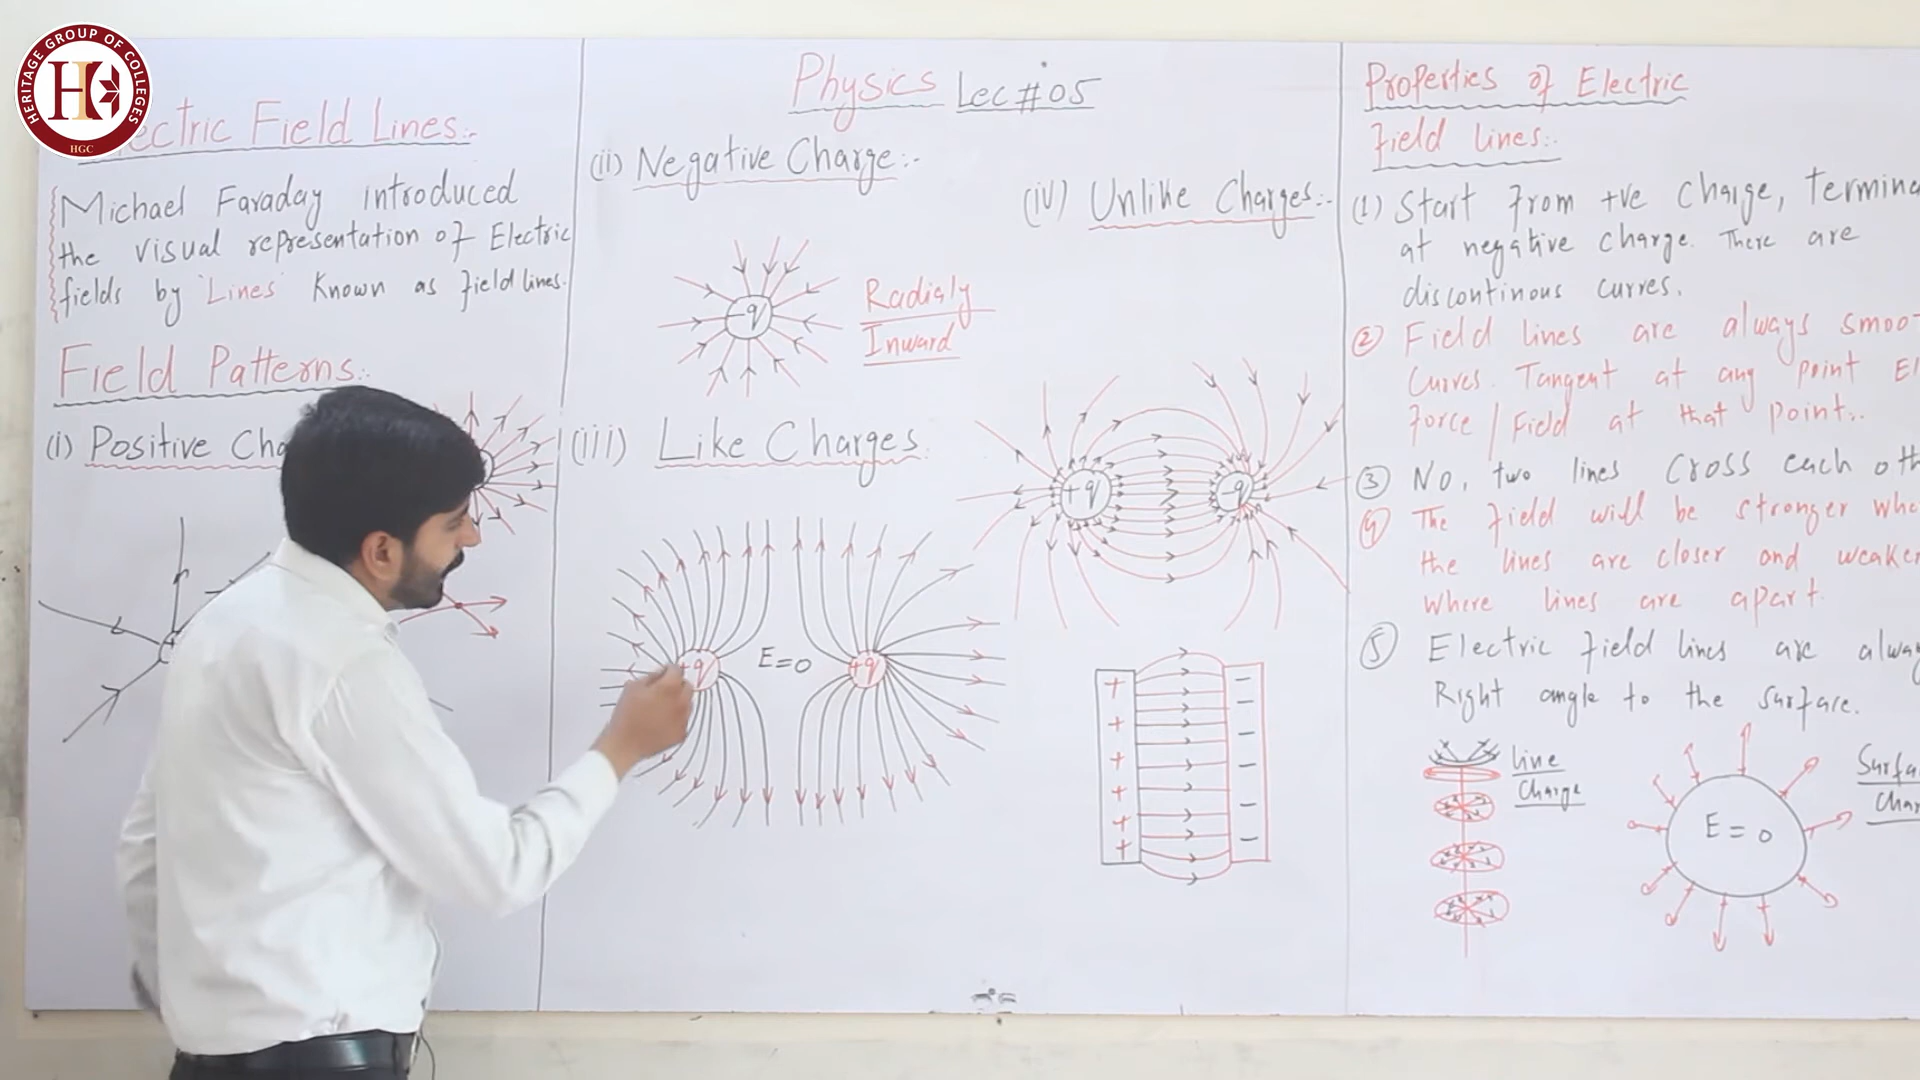 HERITAGE GROUP OF COLLEGES
HGC
ectric Field Lines:-
Michael Faraday introduced
the visual representation of Electric
fields by 'Lines' Known as field lines.
Field Patterns:-
(i) Positive Cha
Physics Lec#05
(ii) Negative Charge:-
-q
Radialy
Inward
(iii) Like Charges
+q
E=0
+q
(iv) Unlike Charges:-
+q
-q
+ + + + + +
- - - - -
Properties of Electric
field lines:-
(1) Start from +ve charge, termina
at negative charge. There are
discontinous curves.
② Field lines are always smoo
curves. Tangent at any point El
force / Field at that point:-
③ No, two lines cross each oth
④ The field will be stronger whe
the lines are closer and weaker
where lines are apart
⑤ Electric field lines are alway
Right angle to the surface.
line
charge
E = 0
Surfa
Char